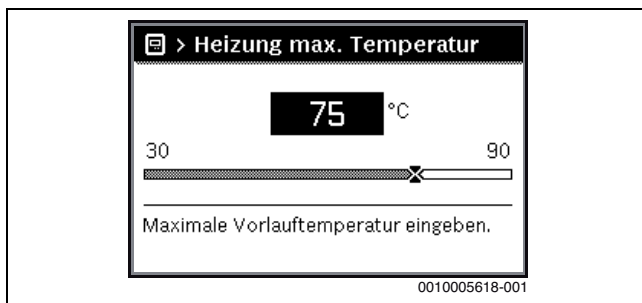 > Heizung max. Temperatur
75 °C
30 90
Maximale Vorlauftemperatur eingeben.
0010005618-001